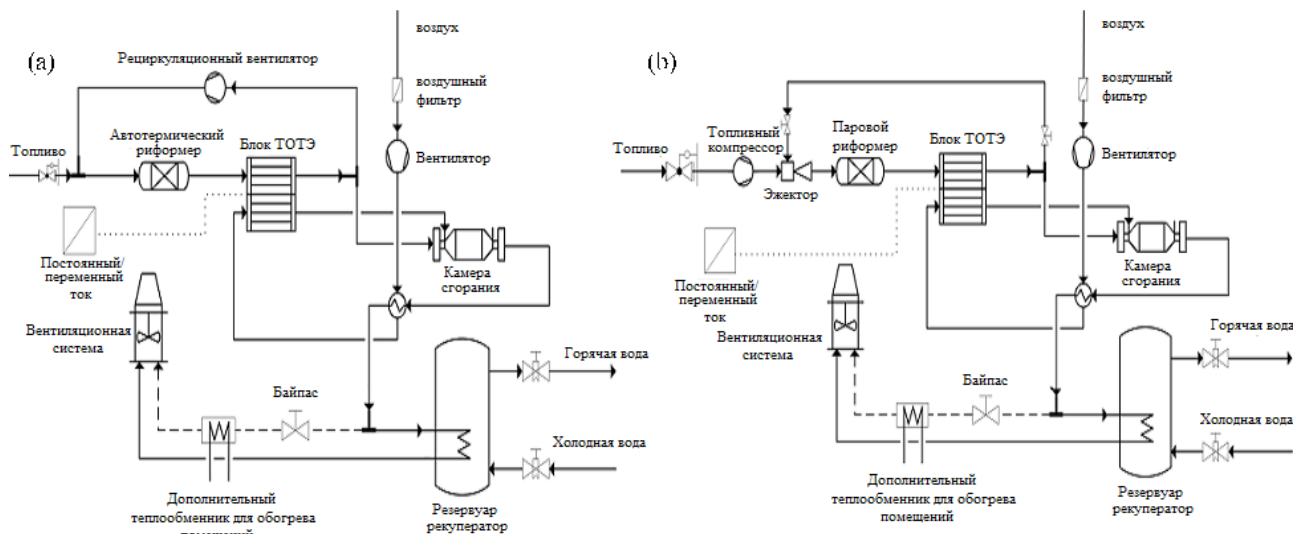 (a)
воздух
Рециркуляционный вентилятор
воздушный
фильтр
Автотермический
риформер
Топливо
Блок ТОТЭ
Вентилятор
Постоянный/
переменный
ток
Камера
сгорания
Вентиляционная
система
Горячая вода
Байпас
Холодная вода
Дополнительный
теплообменник для обогрева
помещений
Резервуар
рекуператор
(b)
воздух
воздушный
фильтр
Топливный
компрессор
Паровой
риформер
Блок ТОТЭ
Топливо
Вентилятор
Эжектор
Постоянный/
переменный
ток
Камера
сгорания
Вентиляционная
система
Горячая вода
Байпас
Холодная вода
Дополнительный
теплообменник для обогрева
помещений
Резервуар
рекуператор